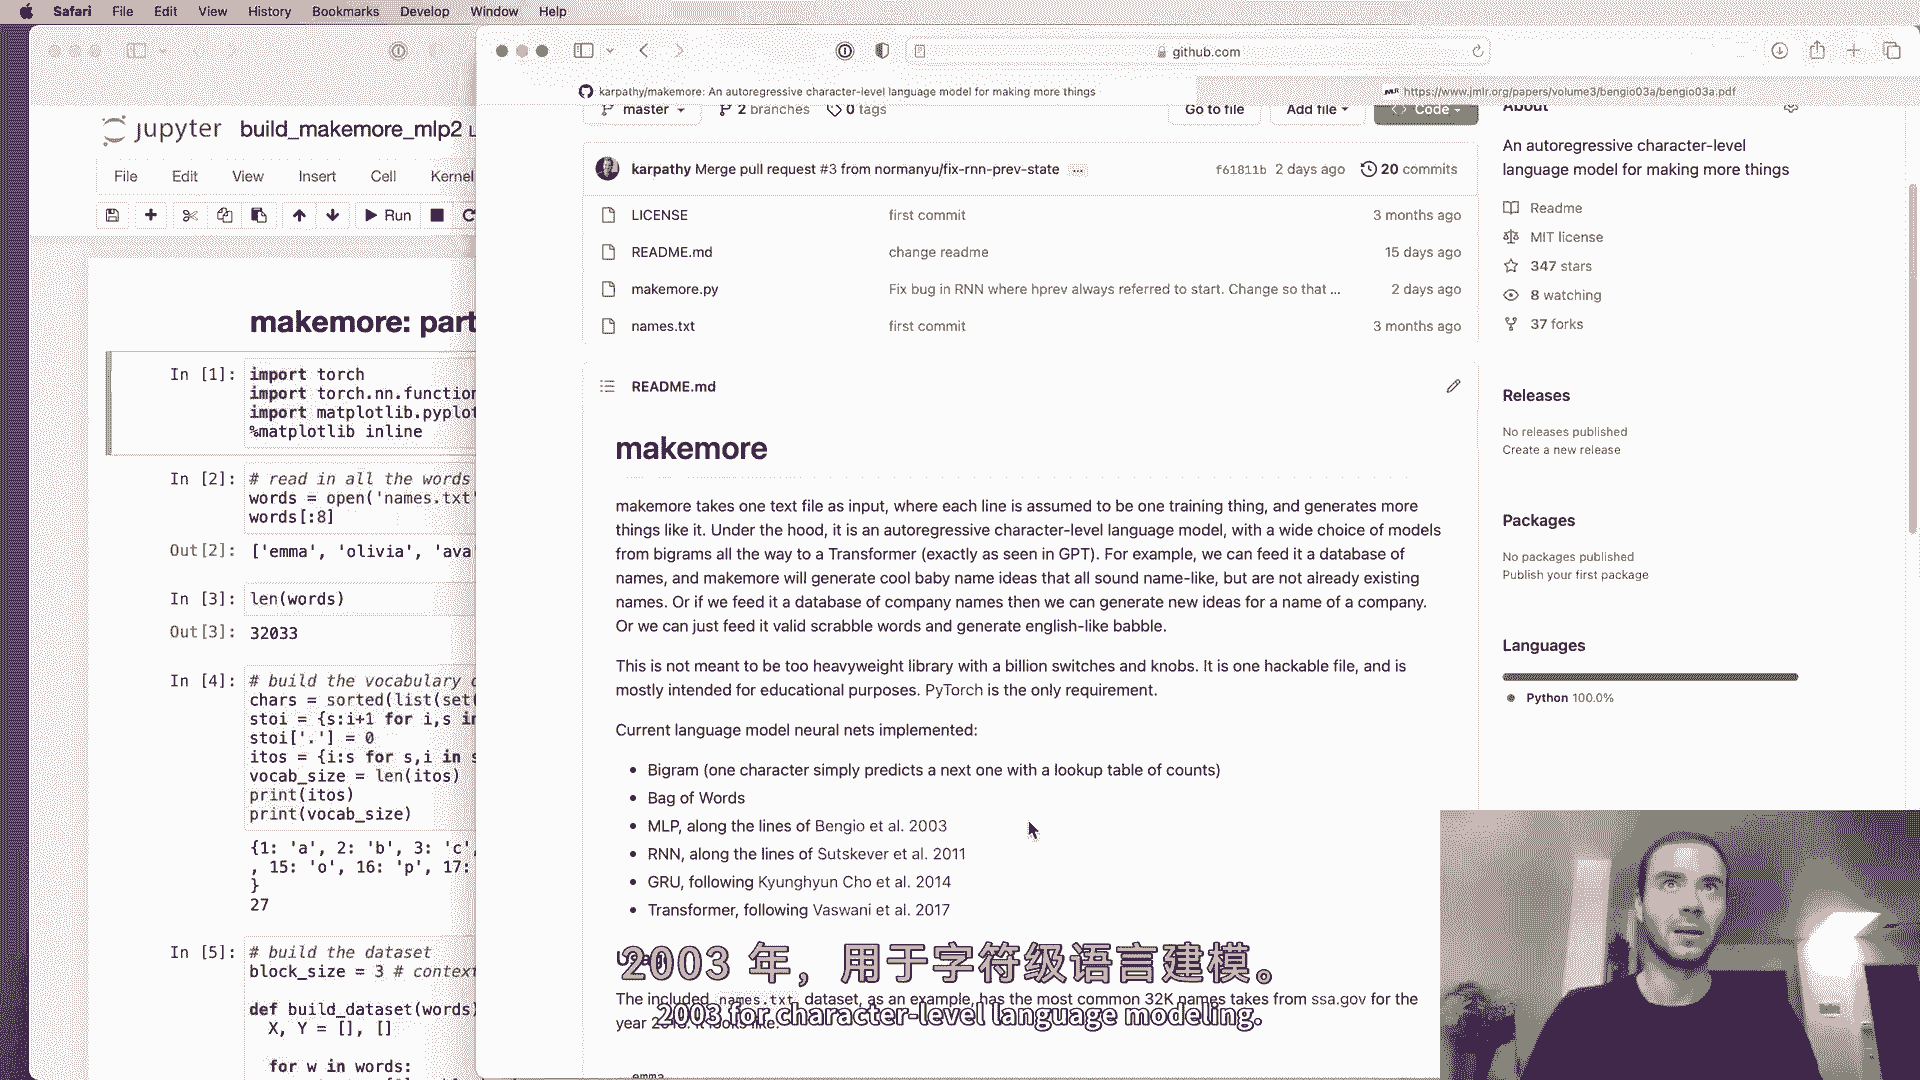 Safari File Edit View History Bookmarks Develop Window Help
github.com
karpathy/makemore: An autoregressive character-level language model for making more things
https://www.jmlr.org/papers/volume3/bengio03a/bengio03a.pdf
jupyter build_makemore_mlp2
File Edit View Insert Cell Kernel
Run
makemore: part
In [1]: import torch
import torch.nn.function
import matplotlib.pyplot
%matplotlib inline
In [2]: # read in all the words
words = open('names.txt'
words[:8]
Out[2]: ['emma', 'olivia', 'ava
In [3]: len(words)
Out[3]: 32033
In [4]: # build the vocabulary
chars = sorted(list(set(
stoi = {s:i+1 for i,s in
stoi['.'] = 0
itos = {i:s for s,i in s
vocab_size = len(itos)
print(itos)
print(vocab_size)
{1: 'a', 2: 'b', 3: 'c',
, 15: 'o', 16: 'p', 17:
}
27
In [5]: # build the dataset
block_size = 3 # context
def build_dataset(words)
X, Y = [], []
for w in words:
master 2 branches 0 tags Go to file Add file Code
karpathy Merge pull request #3 from normanyu/fix-rnn-prev-state ... f61811b 2 days ago 20 commits
LICENSE first commit 3 months ago
README.md change readme 15 days ago
makemore.py Fix bug in RNN where hprev always referred to start. Change so that ... 2 days ago
names.txt first commit 3 months ago
README.md
makemore
makemore takes one text file as input, where each line is assumed to be one training thing, and generates more
things like it. Under the hood, it is an autoregressive character-level language model, with a wide choice of models
from bigrams all the way to a Transformer (exactly as seen in GPT). For example, we can feed it a database of
names, and makemore will generate cool baby name ideas that all sound name-like, but are not already existing
names. Or if we feed it a database of company names then we can generate new ideas for a name of a company.
Or we can just feed it valid scrabble words and generate english-like babble.
This is not meant to be too heavyweight library with a billion switches and knobs. It is one hackable file, and is
mostly intended for educational purposes. PyTorch is the only requirement.
Current language model neural nets implemented:
• Bigram (one character simply predicts a next one with a lookup table of counts)
• Bag of Words
• MLP, along the lines of Bengio et al. 2003
• RNN, along the lines of Sutskever et al. 2011
• GRU, following Kyunghyun Cho et al. 2014
• Transformer, following Vaswani et al. 2017
The included names.txt dataset, as an example, has the most common 32K names takes from ssa.gov for the
year
emma
About
An autoregressive character-level
language model for making more things
Readme
MIT license
347 stars
8 watching
37 forks
Releases
No releases published
Create a new release
Packages
No packages published
Publish your first package
Languages
Python 100.0%
2003 年，用于字符级语言建模。
2003 for character-level language modeling.